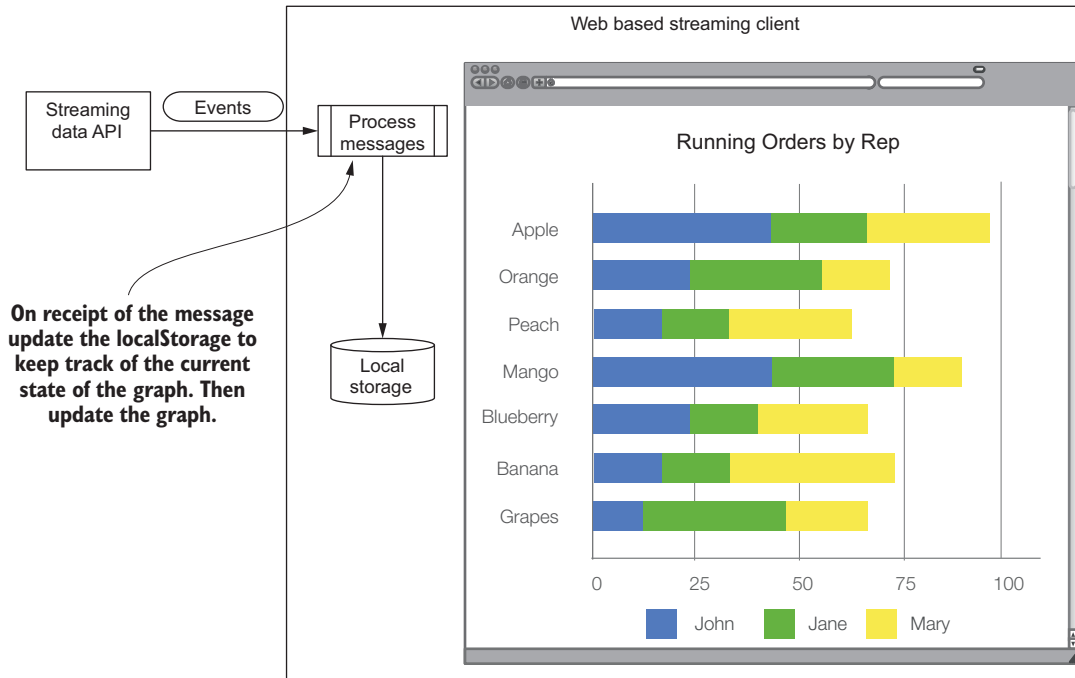 Web based streaming client
Streaming
data API
Events
Process
messages
On receipt of the message
update the localStorage to
keep track of the current
state of the graph. Then
update the graph.
Local
storage
Running Orders by Rep
Apple
Orange
Peach
Mango
Blueberry
Banana
Grapes
0 25 50 75 100
John Jane Mary